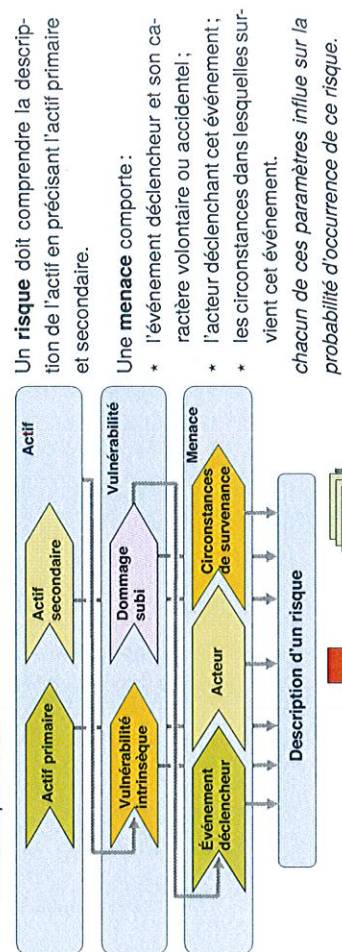 Un risque doit comprendre la descrip-
tion de l'actif en précisant l'actif primaire
et secondaire.
Une menace comporte :
* l'événement déclencheur et son ca-
ractère volontaire ou accidentel ;
* l'acteur déclenchant cet événement ;
* les circonstances dans lesquelles sur-
vient cet événement.
chacun de ces paramètres influe sur la
probabilité d'occurrence de ce risque.
Actif
Actif primaire
Actif
secondaire
Vulnérabilité
Vulnérabilité
intrinsèque
Dommage
subi
Menace
Événement
déclencheur
Acteur
Circonstances
de survenance
Description d'un risque